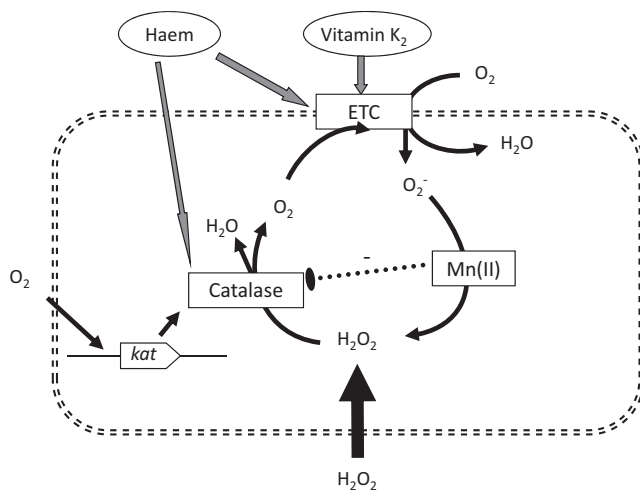 Haem
Vitamin K₂
O₂
ETC
H₂O
O₂⁻
O₂
H₂O
-
Mn(II)
O₂
Catalase
kat
H₂O₂
H₂O₂